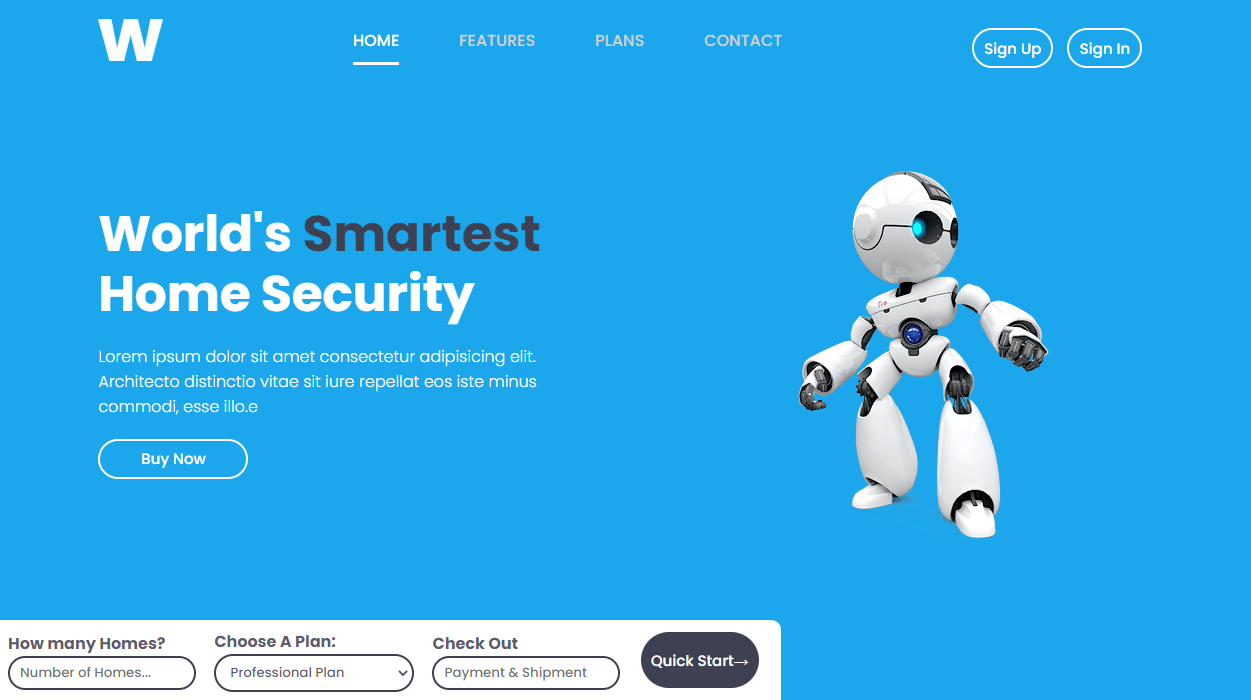 W
HOME FEATURES PLANS CONTACT
Sign Up Sign In
World's Smartest
Home Security
Lorem ipsum dolor sit amet consectetur adipisicing elit.
Architecto distinctio vitae sit iure repellat eos iste minus
commodi, esse illo.e
Buy Now
How many Homes? Choose A Plan: Check Out
Number of Homes... Professional Plan Payment & Shipment
Quick Start→